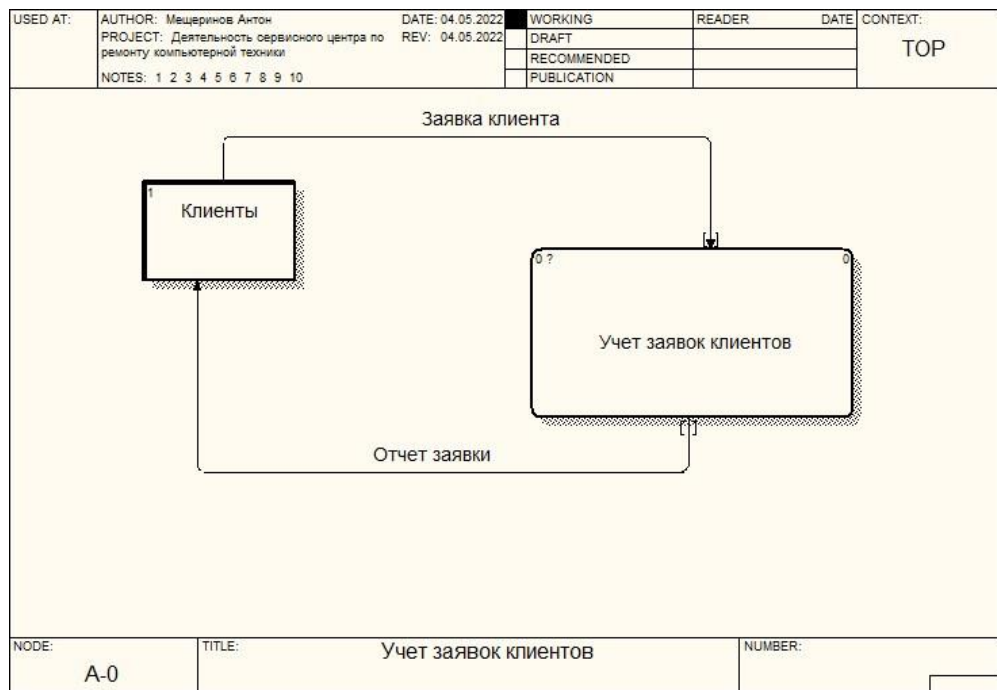 USED AT:
AUTHOR: Мещеринов Антон
DATE: 04.05.2022
WORKING
READER
DATE
CONTEXT:
PROJECT: Деятельность сервисного центра по
REV: 04.05.2022
DRAFT
TOP
ремонту компьютерной техники
RECOMMENDED
NOTES: 1 2 3 4 5 6 7 8 9 10
PUBLICATION
Заявка клиента
1
Клиенты
0 ?
0
Учет заявок клиентов
Отчет заявки
NODE:
TITLE:
Учет заявок клиентов
NUMBER:
A-0